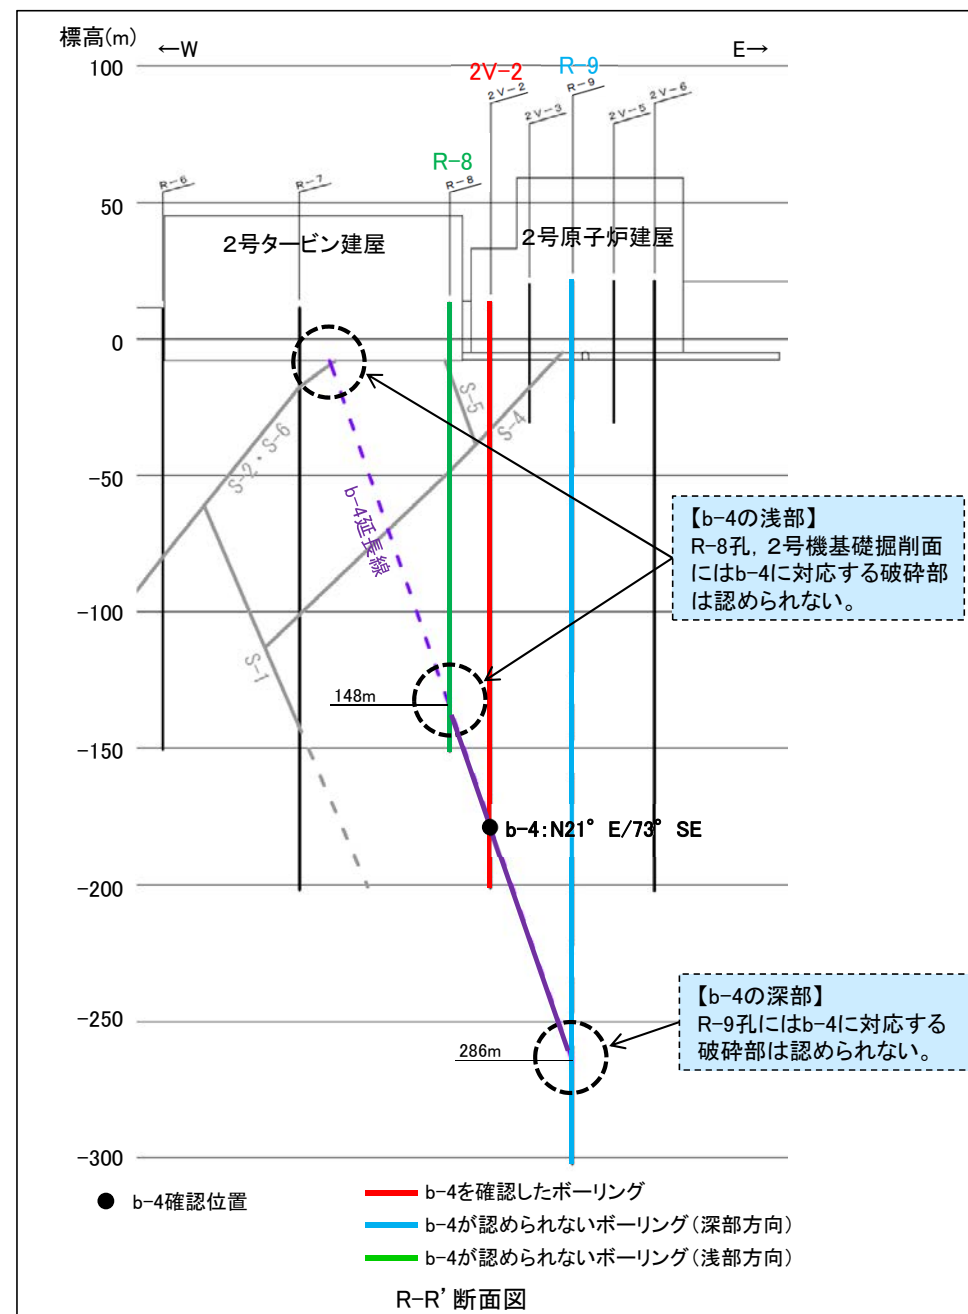 標高(m)
←W
E→
100
50
0
-50
-100
-150
-200
-250
-300
2V-2
R-9
2V-2
R-9
2V-6
2V-3
2V-5
R-8
R-6
R-7
R-8
2号タービン建屋
2号原子炉建屋
n
S-5
S-4
S-2・S-6
S-1
b-4延長線
【b-4の浅部】
R-8孔, 2号機基礎掘削面
にはb-4に対応する破砕部
は認められない。
148m
b-4:N21°E/73°SE
【b-4の深部】
R-9孔にはb-4に対応する
破砕部は認められない。
286m
● b-4確認位置
b-4を確認したボーリング
b-4が認められないボーリング(深部方向)
b-4が認められないボーリング(浅部方向)
R-R’断面図